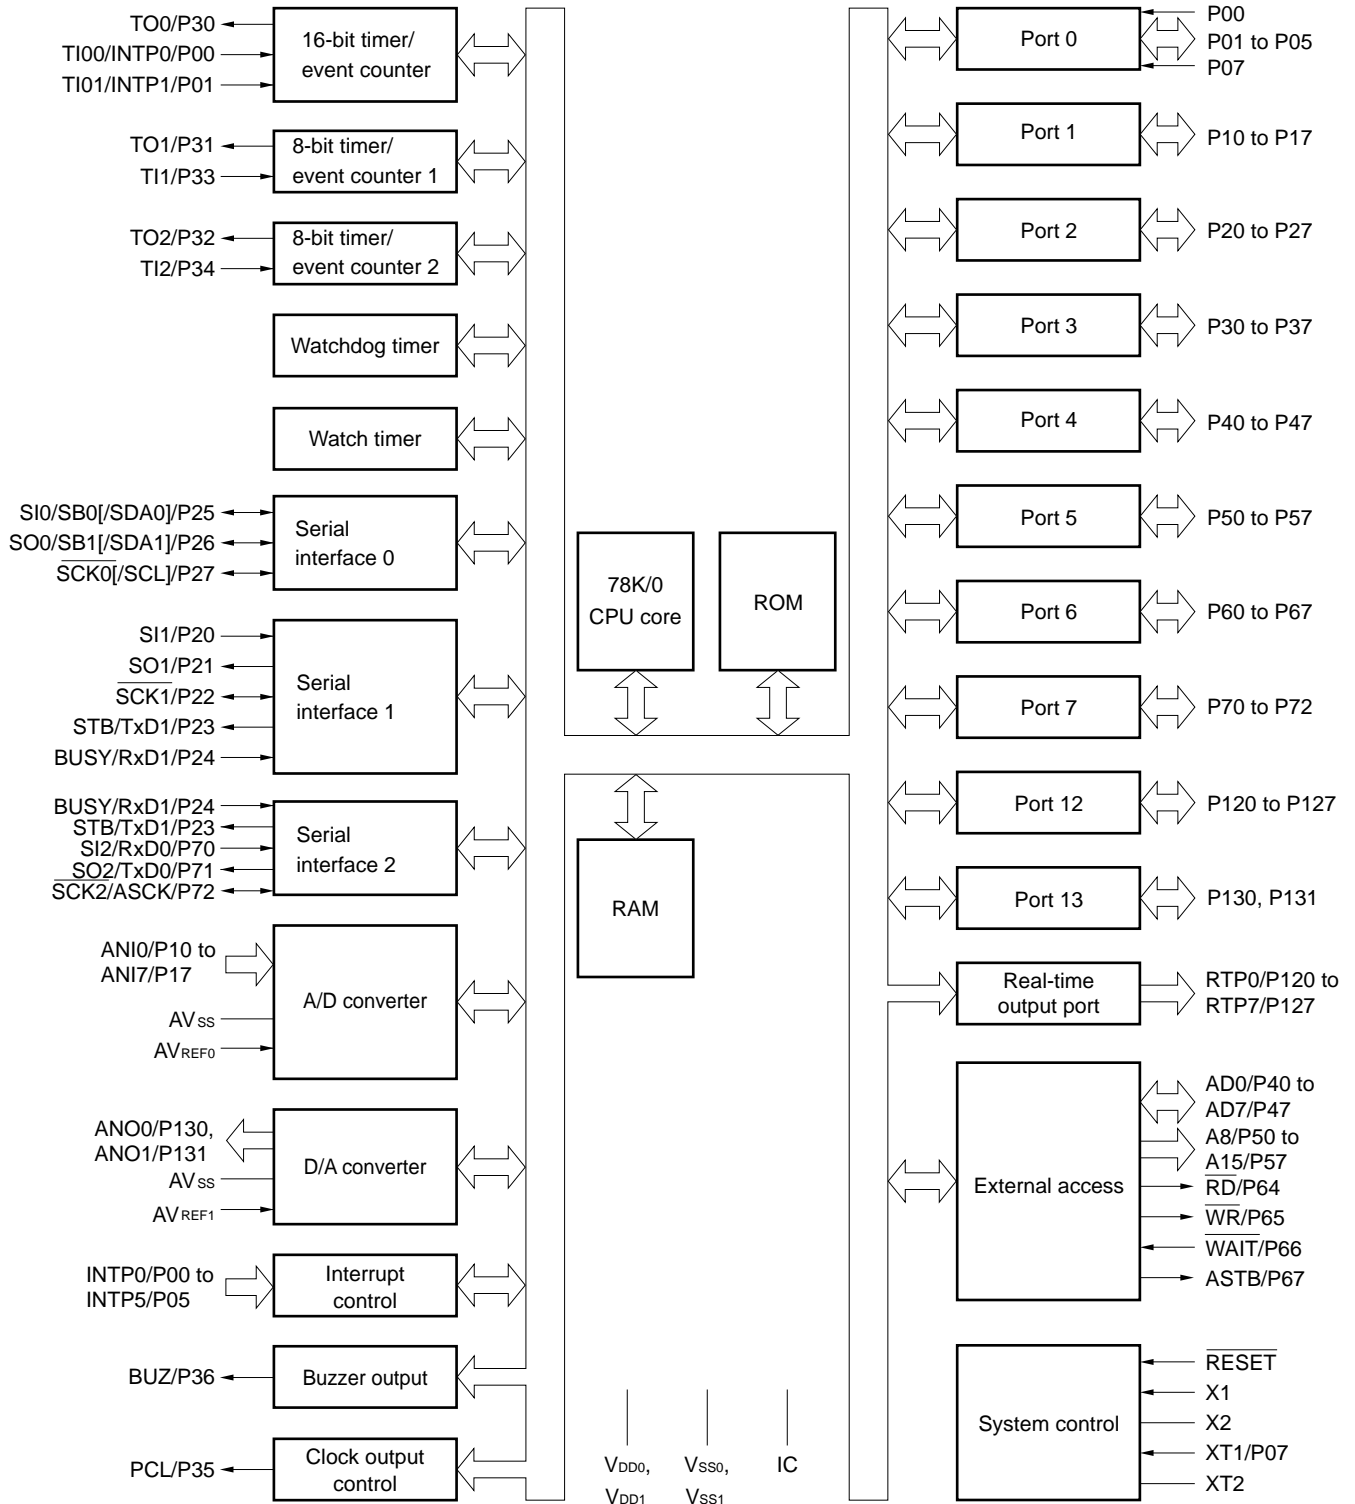 TO0/P30
TI00/INTP0/P00
TI01/INTP1/P01
16-bit timer/
event counter
TO1/P31
TI1/P33
8-bit timer/
event counter 1
TO2/P32
TI2/P34
8-bit timer/
event counter 2
Watchdog timer
Watch timer
SI0/SB0[/SDA0]/P25
SO0/SB1[/SDA1]/P26
SCK0[/SCL]/P27
Serial
interface 0
SI1/P20
SO1/P21
SCK1/P22
STB/TxD1/P23
BUSY/RxD1/P24
Serial
interface 1
BUSY/RxD1/P24
STB/TxD1/P23
SI2/RxD0/P70
SO2/TxD0/P71
SCK2/ASCK/P72
Serial
interface 2
ANI0/P10 to
ANI7/P17
AVSS
AVREF0
A/D converter
ANO0/P130,
ANO1/P131
AVSS
AVREF1
D/A converter
INTP0/P00 to
INTP5/P05
Interrupt
control
BUZ/P36
Buzzer output
PCL/P35
Clock output
control
78K/0
CPU core
ROM
RAM
VDD0,
VDD1
VSS0,
VSS1
IC
Port 0
P00
P01 to P05
P07
Port 1
P10 to P17
Port 2
P20 to P27
Port 3
P30 to P37
Port 4
P40 to P47
Port 5
P50 to P57
Port 6
P60 to P67
Port 7
P70 to P72
Port 12
P120 to P127
Port 13
P130, P131
Real-time
output port
RTP0/P120 to
RTP7/P127
External access
AD0/P40 to
AD7/P47
A8/P50 to
A15/P57
RD/P64
WR/P65
WAIT/P66
ASTB/P67
System control
RESET
X1
X2
XT1/P07
XT2